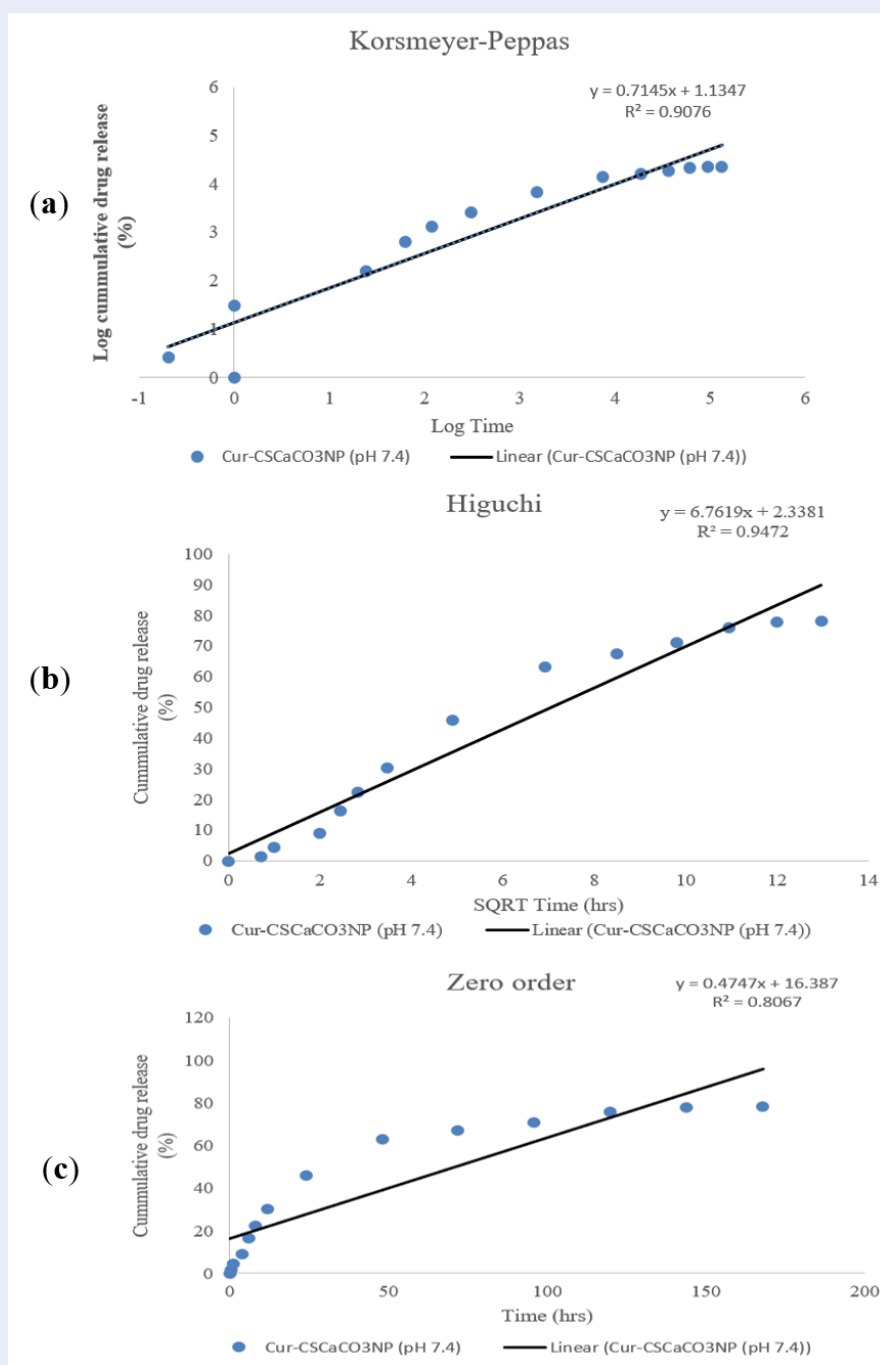 Korsmeyer-Peppas
y = 0.7145x + 1.1347
R² = 0.9076
(a)
Log cummulative drug release
(%)
6
5
4
3
2
1
0
-1 0 1 2 3 4 5 6
Log Time
Cur-CSCaCO3NP (pH 7.4) Linear (Cur-CSCaCO3NP (pH 7.4))
Higuchi
y = 6.7619x + 2.3381
R² = 0.9472
(b)
Cummulative drug release
(%)
100
90
80
70
60
50
40
30
20
10
0
0 2 4 6 8 10 12 14
SQRT Time (hrs)
Cur-CSCaCO3NP (pH 7.4) Linear (Cur-CSCaCO3NP (pH 7.4))
Zero order
y = 0.4747x + 16.387
R² = 0.8067
(c)
Cummulative drug release
(%)
120
100
80
60
40
20
0
0 50 100 150 200
Time (hrs)
Cur-CSCaCO3NP (pH 7.4) Linear (Cur-CSCaCO3NP (pH 7.4))